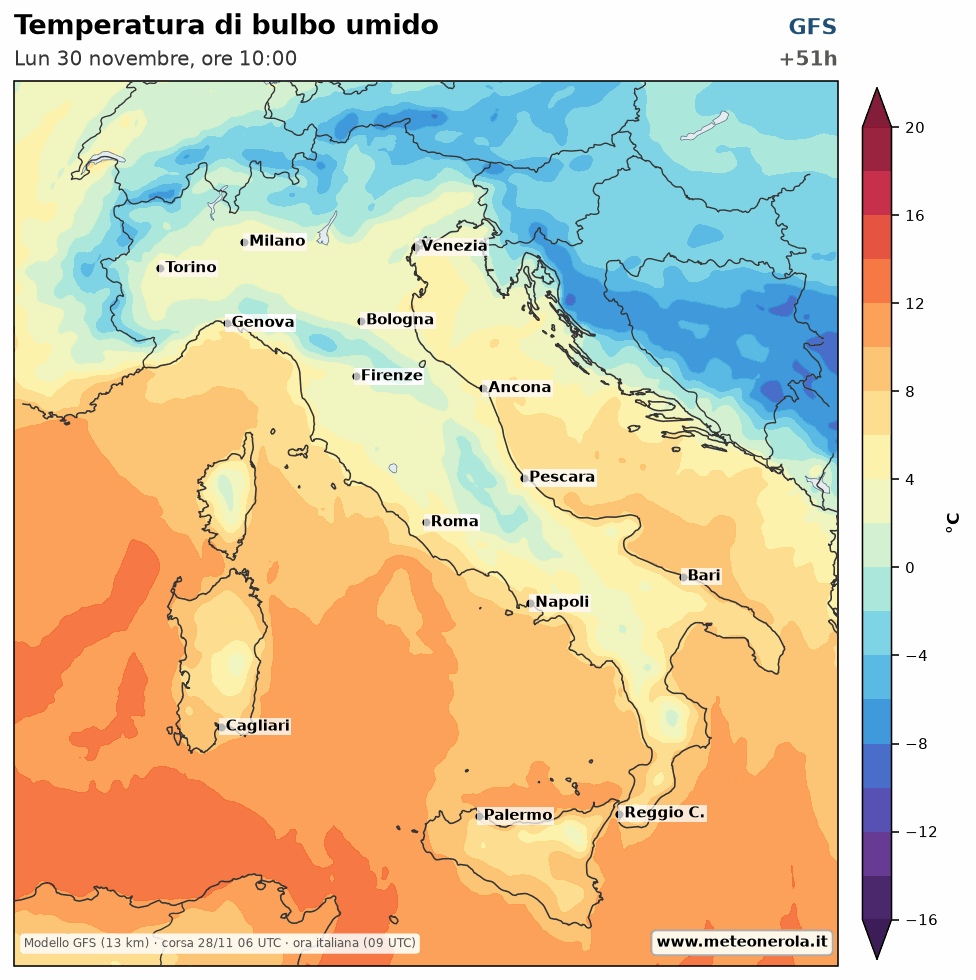 Temperatura di bulbo umido
GFS
Lun 30 novembre, ore 10:00
+51h
Milano
Venezia
Torino
Genova
Bologna
Firenze
Ancona
Pescara
Roma
Bari
Napoli
Cagliari
Palermo
Reggio C.
20
16
12
8
4
0
−4
−8
−12
−16
°C
Modello GFS (13 km) · corsa 28/11 06 UTC · ora italiana (09 UTC)
www.meteonerola.it